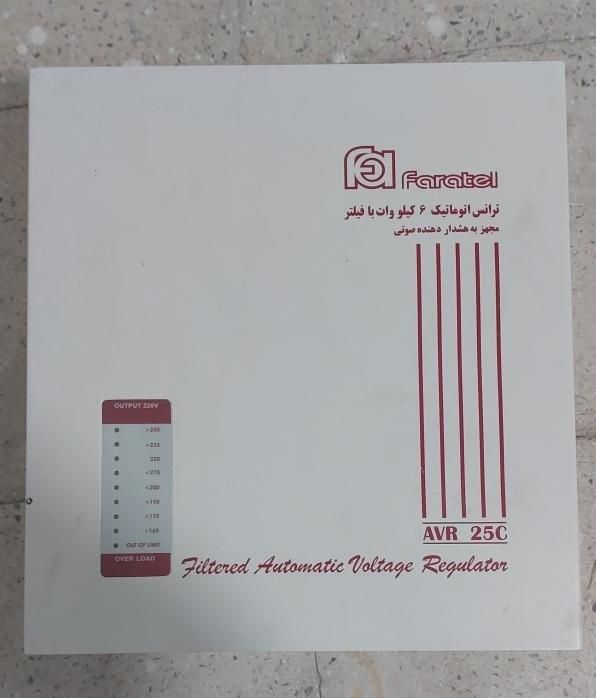 Faratel
ترانس اتوماتیک ۶ کیلو وات با فیلتر
مجهز به هشدار دهنده صوتی
OUTPUT 220V
>250
>235
220
<215
<200
<190
<175
<165
OUT OF LIMIT
OVER LOAD
AVR 25C
Filtered Automatic Voltage Regulator